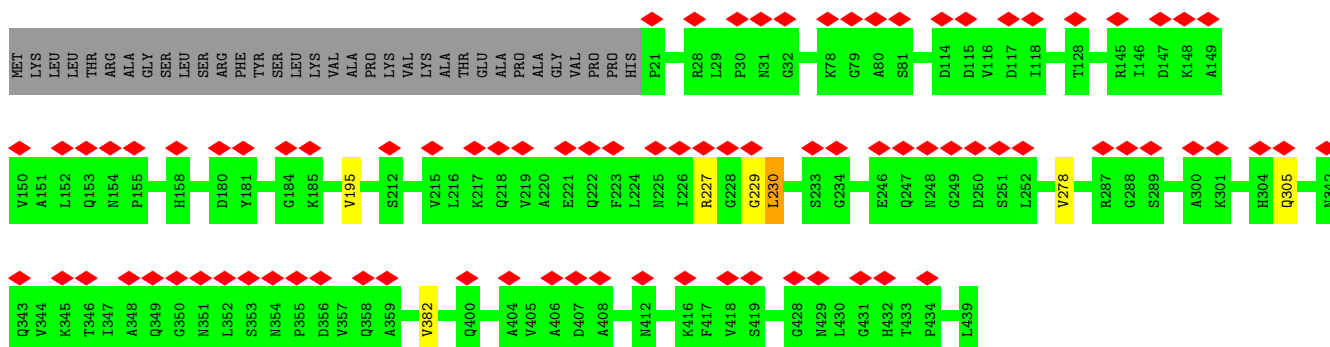 MET LYS LEU LEU THR ARG ALA GLY SER LEU SER ARG PHE TYR SER LEU LYS VAL ALA PRO LYS VAL LYS ALA THR GLU ALA PRO ALA GLY VAL PRO PRO HIS P21 R28 L29 P30 N31 G32 K78 G79 A80 S81 D114 D115 V116 D117 I118 T128 R145 I146 D147 K148 A149
V150 A151 L152 Q153 N154 P155 H158 D180 Y181 G184 K185 V195 S212 V215 L216 K217 Q218 V219 A220 E221 Q222 F223 L224 N225 I226 R227 G228 G229 L230 S233 G234 E246 Q247 N248 G249 D250 S251 L252 V278 R287 G288 S289 A300 K301 H304 Q305 N342
Q343 V344 K345 T346 I347 A348 Q349 G350 N351 L352 S353 N354 P355 D356 V357 Q358 A359 V382 Q400 A404 V405 A406 D407 A408 N412 K416 F417 V418 S419 G428 N429 L430 G431 H432 T433 P434 L439